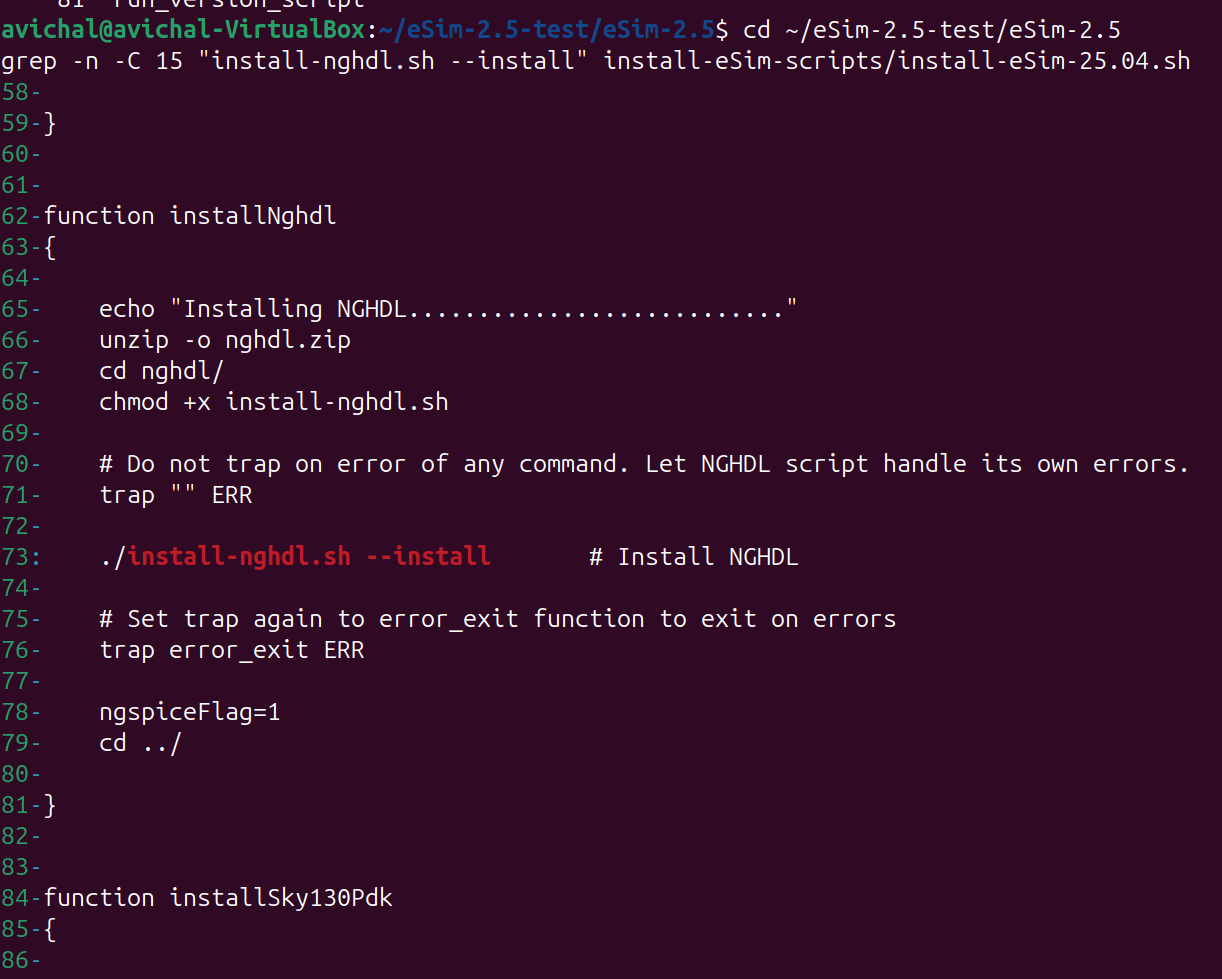 81  run_version_script
avichal@avichal-VirtualBox:~/eSim-2.5-test/eSim-2.5$ cd ~/eSim-2.5-test/eSim-2.5
grep -n -C 15 "install-nghdl.sh --install" install-eSim-scripts/install-eSim-25.04.sh
58-
59-}
60-
61-
62-function installNghdl
63-{
64-
65-    echo "Installing NGHDL..........................."
66-    unzip -o nghdl.zip
67-    cd nghdl/
68-    chmod +x install-nghdl.sh
69-
70-    # Do not trap on error of any command. Let NGHDL script handle its own errors.
71-    trap "" ERR
72-
73:    ./install-nghdl.sh --install       # Install NGHDL
74-
75-    # Set trap again to error_exit function to exit on errors
76-    trap error_exit ERR
77-
78-    ngspiceFlag=1
79-    cd ../
80-
81-}
82-
83-
84-function installSky130Pdk
85-{
86-